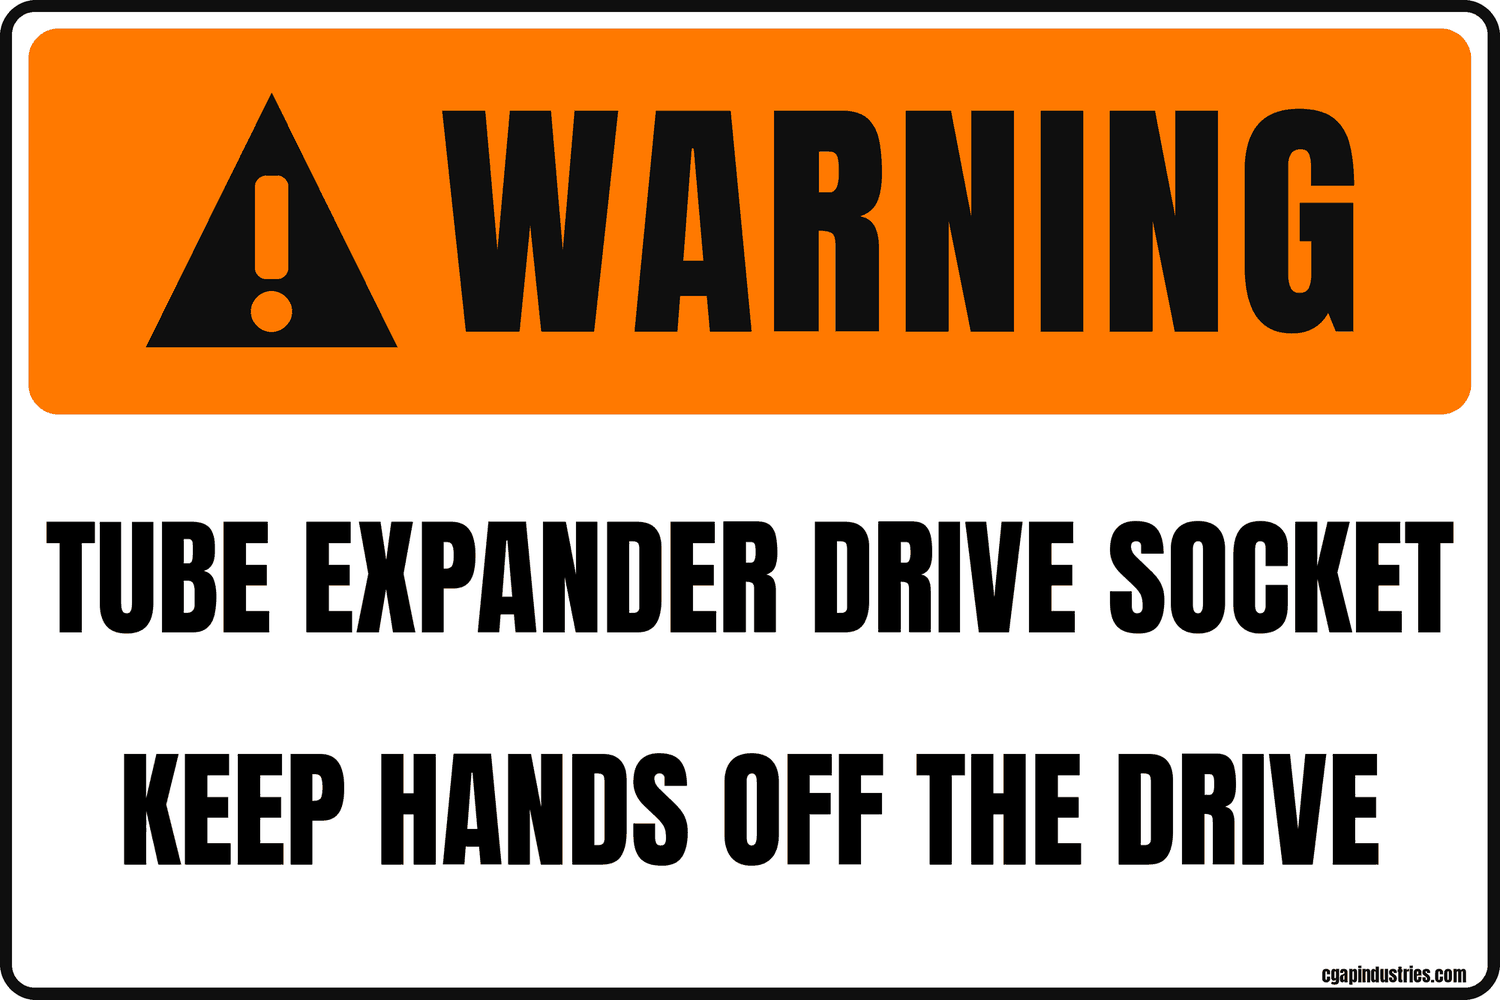 WARNING
TUBE EXPANDER DRIVE SOCKET
KEEP HANDS OFF THE DRIVE
cgapindustries.com